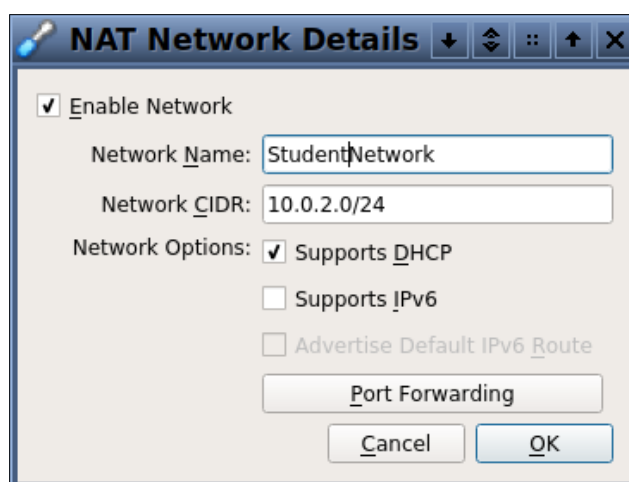 NAT Network Details
Enable Network
Network Name: StudentNetwork
Network CIDR: 10.0.2.0/24
Network Options: Supports DHCP
Supports IPv6
Advertise Default IPv6 Route
Port Forwarding
Cancel OK